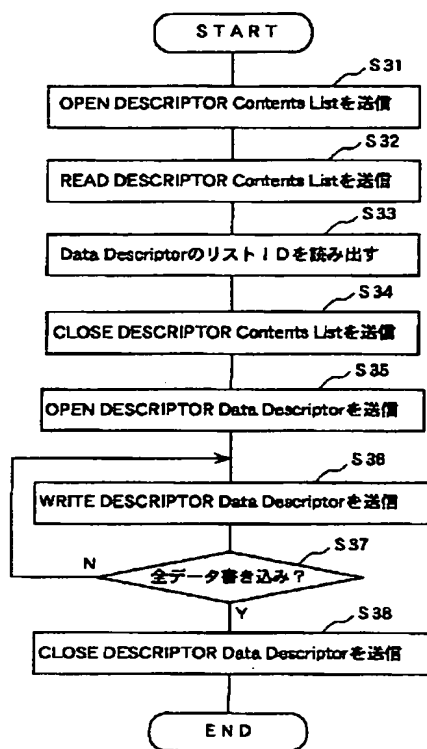 START
S31
OPEN DESCRIPTOR Contents Listを送信
S32
READ DESCRIPTOR Contents Listを送信
S33
Data DescriptorのリストIDを読み出す
S34
CLOSE DESCRIPTOR Contents Listを送信
S35
OPEN DESCRIPTOR Data Descriptorを送信
S36
WRITE DESCRIPTOR Data Descriptorを送信
S37
N
全データ書き込み？
Y
S38
CLOSE DESCRIPTOR Data Descriptorを送信
END